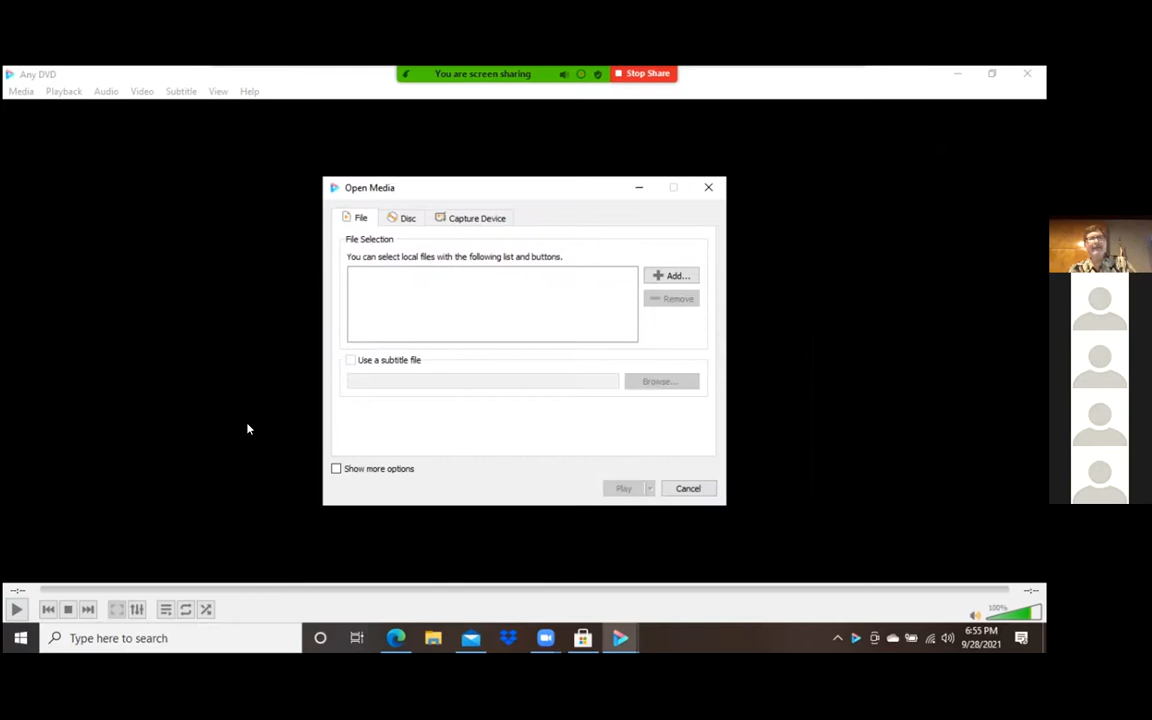 Any DVD
You are screen sharing
Stop Share
Media Playback Audio Video Subtitle View Help
Open Media
File Disc Capture Device
File Selection
You can select local files with the following list and buttons.
Add...
Remove
Use a subtitle file
Browse...
Show more options
Play Cancel
--:-- --:--
100%
Type here to search
6:55 PM
9/28/2021